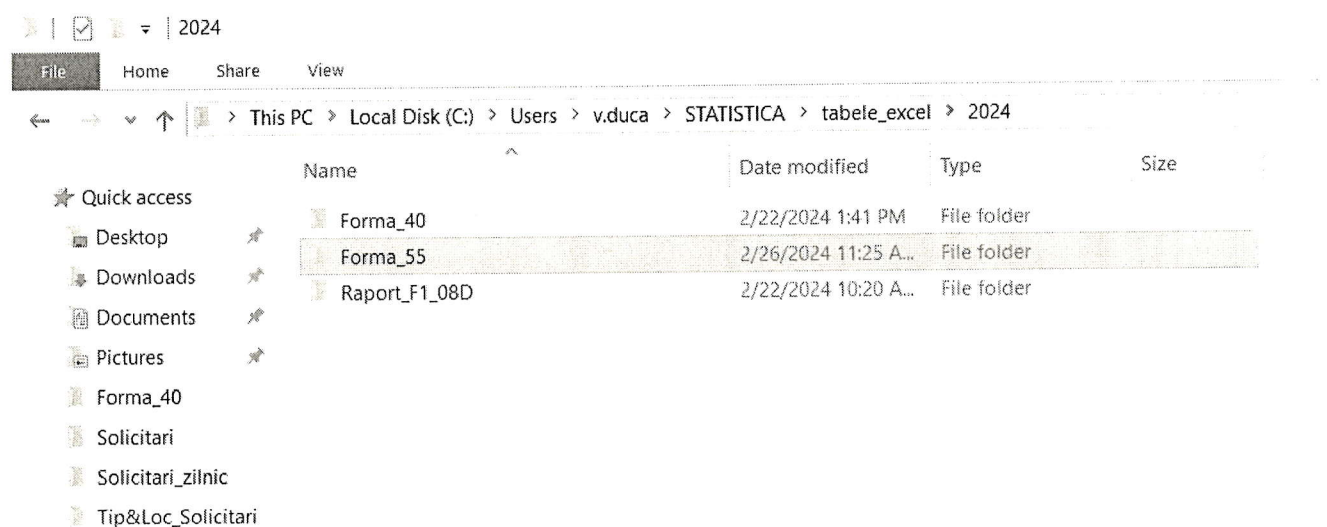 2024
File Home Share View
This PC > Local Disk (C:) > Users > v.duca > STATISTICA > tabele_excel > 2024
Name Date modified Type Size
Quick access
Desktop
Downloads
Documents
Pictures
Forma_40
Solicitari
Solicitari_zilnic
Tip&Loc_Solicitari
Forma_40 2/22/2024 1:41 PM File folder
Forma_55 2/26/2024 11:25 A... File folder
Raport_F1_08D 2/22/2024 10:20 A... File folder